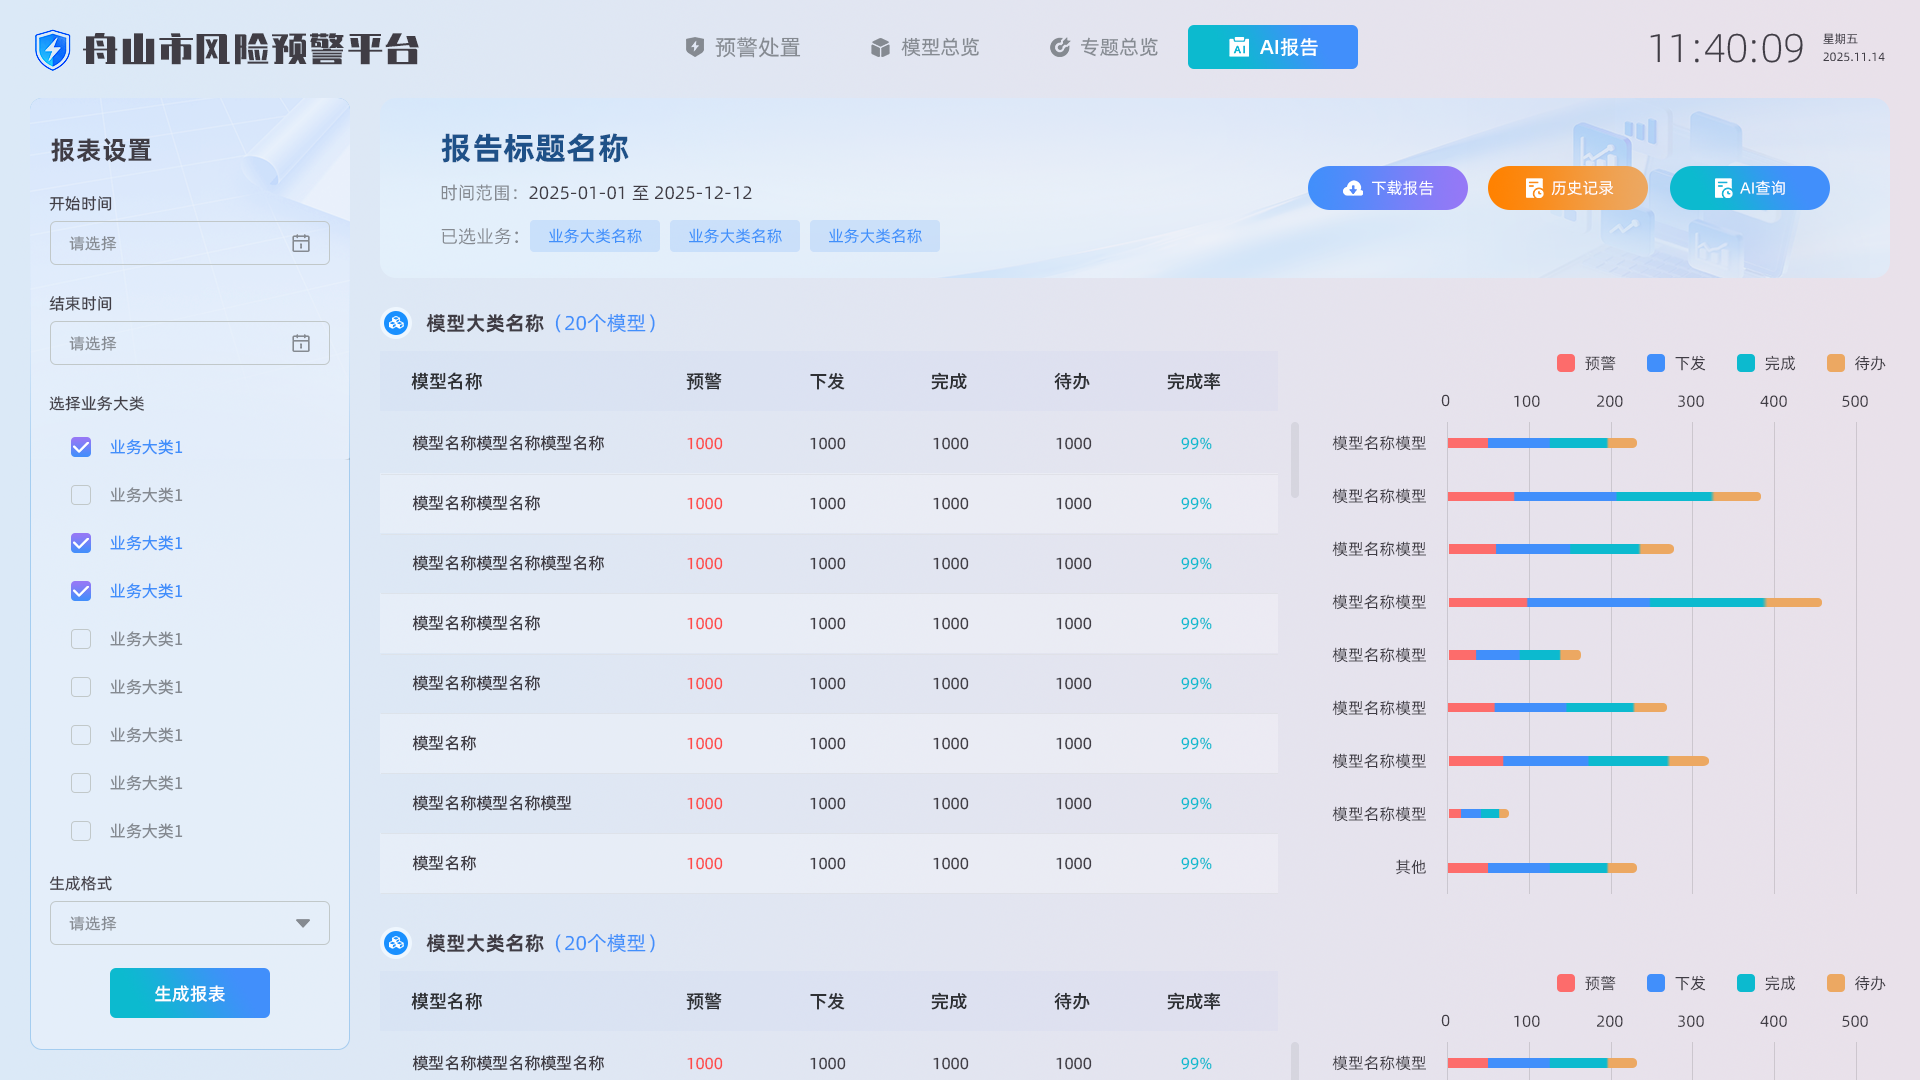 舟山市风险预警平台
预警处置
模型总览
专题总览
AI报告
11:40:09
星期五
2025.11.14
报表设置
开始时间
请选择
结束时间
请选择
选择业务大类
业务大类1
业务大类1
业务大类1
业务大类1
业务大类1
业务大类1
业务大类1
业务大类1
业务大类1
生成格式
请选择
生成报表
报告标题名称
时间范围：2025-01-01 至 2025-12-12
已选业务： 业务大类名称 业务大类名称 业务大类名称
下载报告
历史记录
AI查询
模型大类名称（20个模型）
模型名称 预警 下发 完成 待办 完成率
模型名称模型名称模型名称 1000 1000 1000 1000 99%
模型名称模型名称 1000 1000 1000 1000 99%
模型名称模型名称模型名称 1000 1000 1000 1000 99%
模型名称模型名称 1000 1000 1000 1000 99%
模型名称模型名称 1000 1000 1000 1000 99%
模型名称 1000 1000 1000 1000 99%
模型名称模型名称模型 1000 1000 1000 1000 99%
模型名称 1000 1000 1000 1000 99%
预警 下发 完成 待办
0 100 200 300 400 500
模型名称模型
模型名称模型
模型名称模型
模型名称模型
模型名称模型
模型名称模型
模型名称模型
模型名称模型
其他
模型大类名称（20个模型）
模型名称 预警 下发 完成 待办 完成率
模型名称模型名称模型名称 1000 1000 1000 1000 99%
预警 下发 完成 待办
0 100 200 300 400 500
模型名称模型